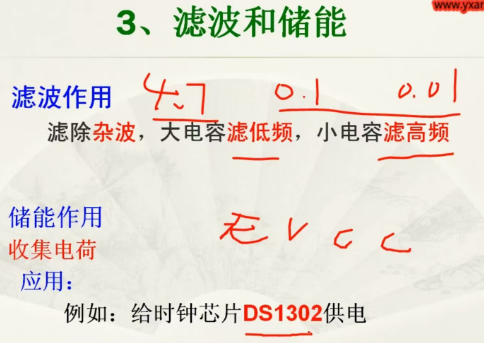 www.yxar
3、滤波和储能
滤波作用 4.7 0.1 0.01
滤除杂波，大电容滤低频，小电容滤高频
储能作用
无VCC
收集电荷
应用：
例如：给时钟芯片DS1302供电